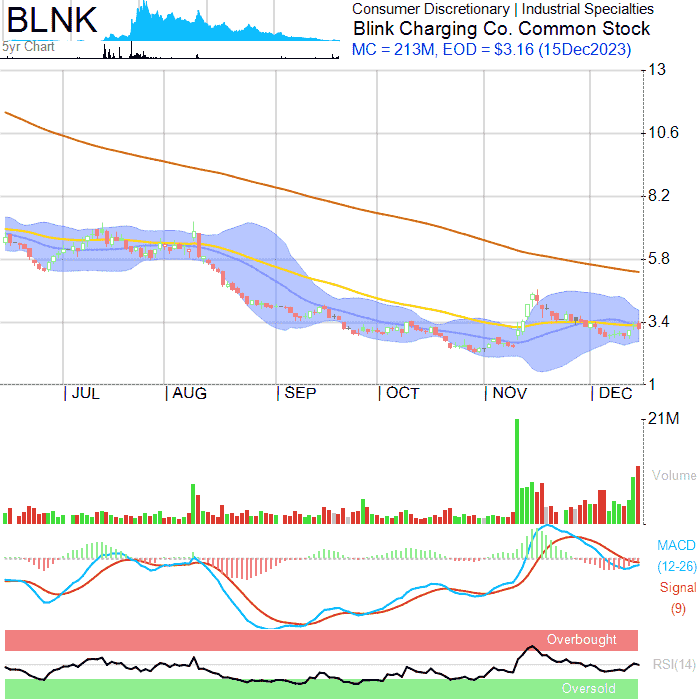 BLNK
5yr Chart
Consumer Discretionary | Industrial Specialties
Blink Charging Co. Common Stock
MC = 213M, EOD = $3.16 (15Dec2023)
13
10.6
8.2
5.8
3.4
1
JUL
AUG
SEP
OCT
NOV
DEC
21M
Volume
MACD
(12-26)
Signal
(9)
Overbought
RSI(14)
Oversold